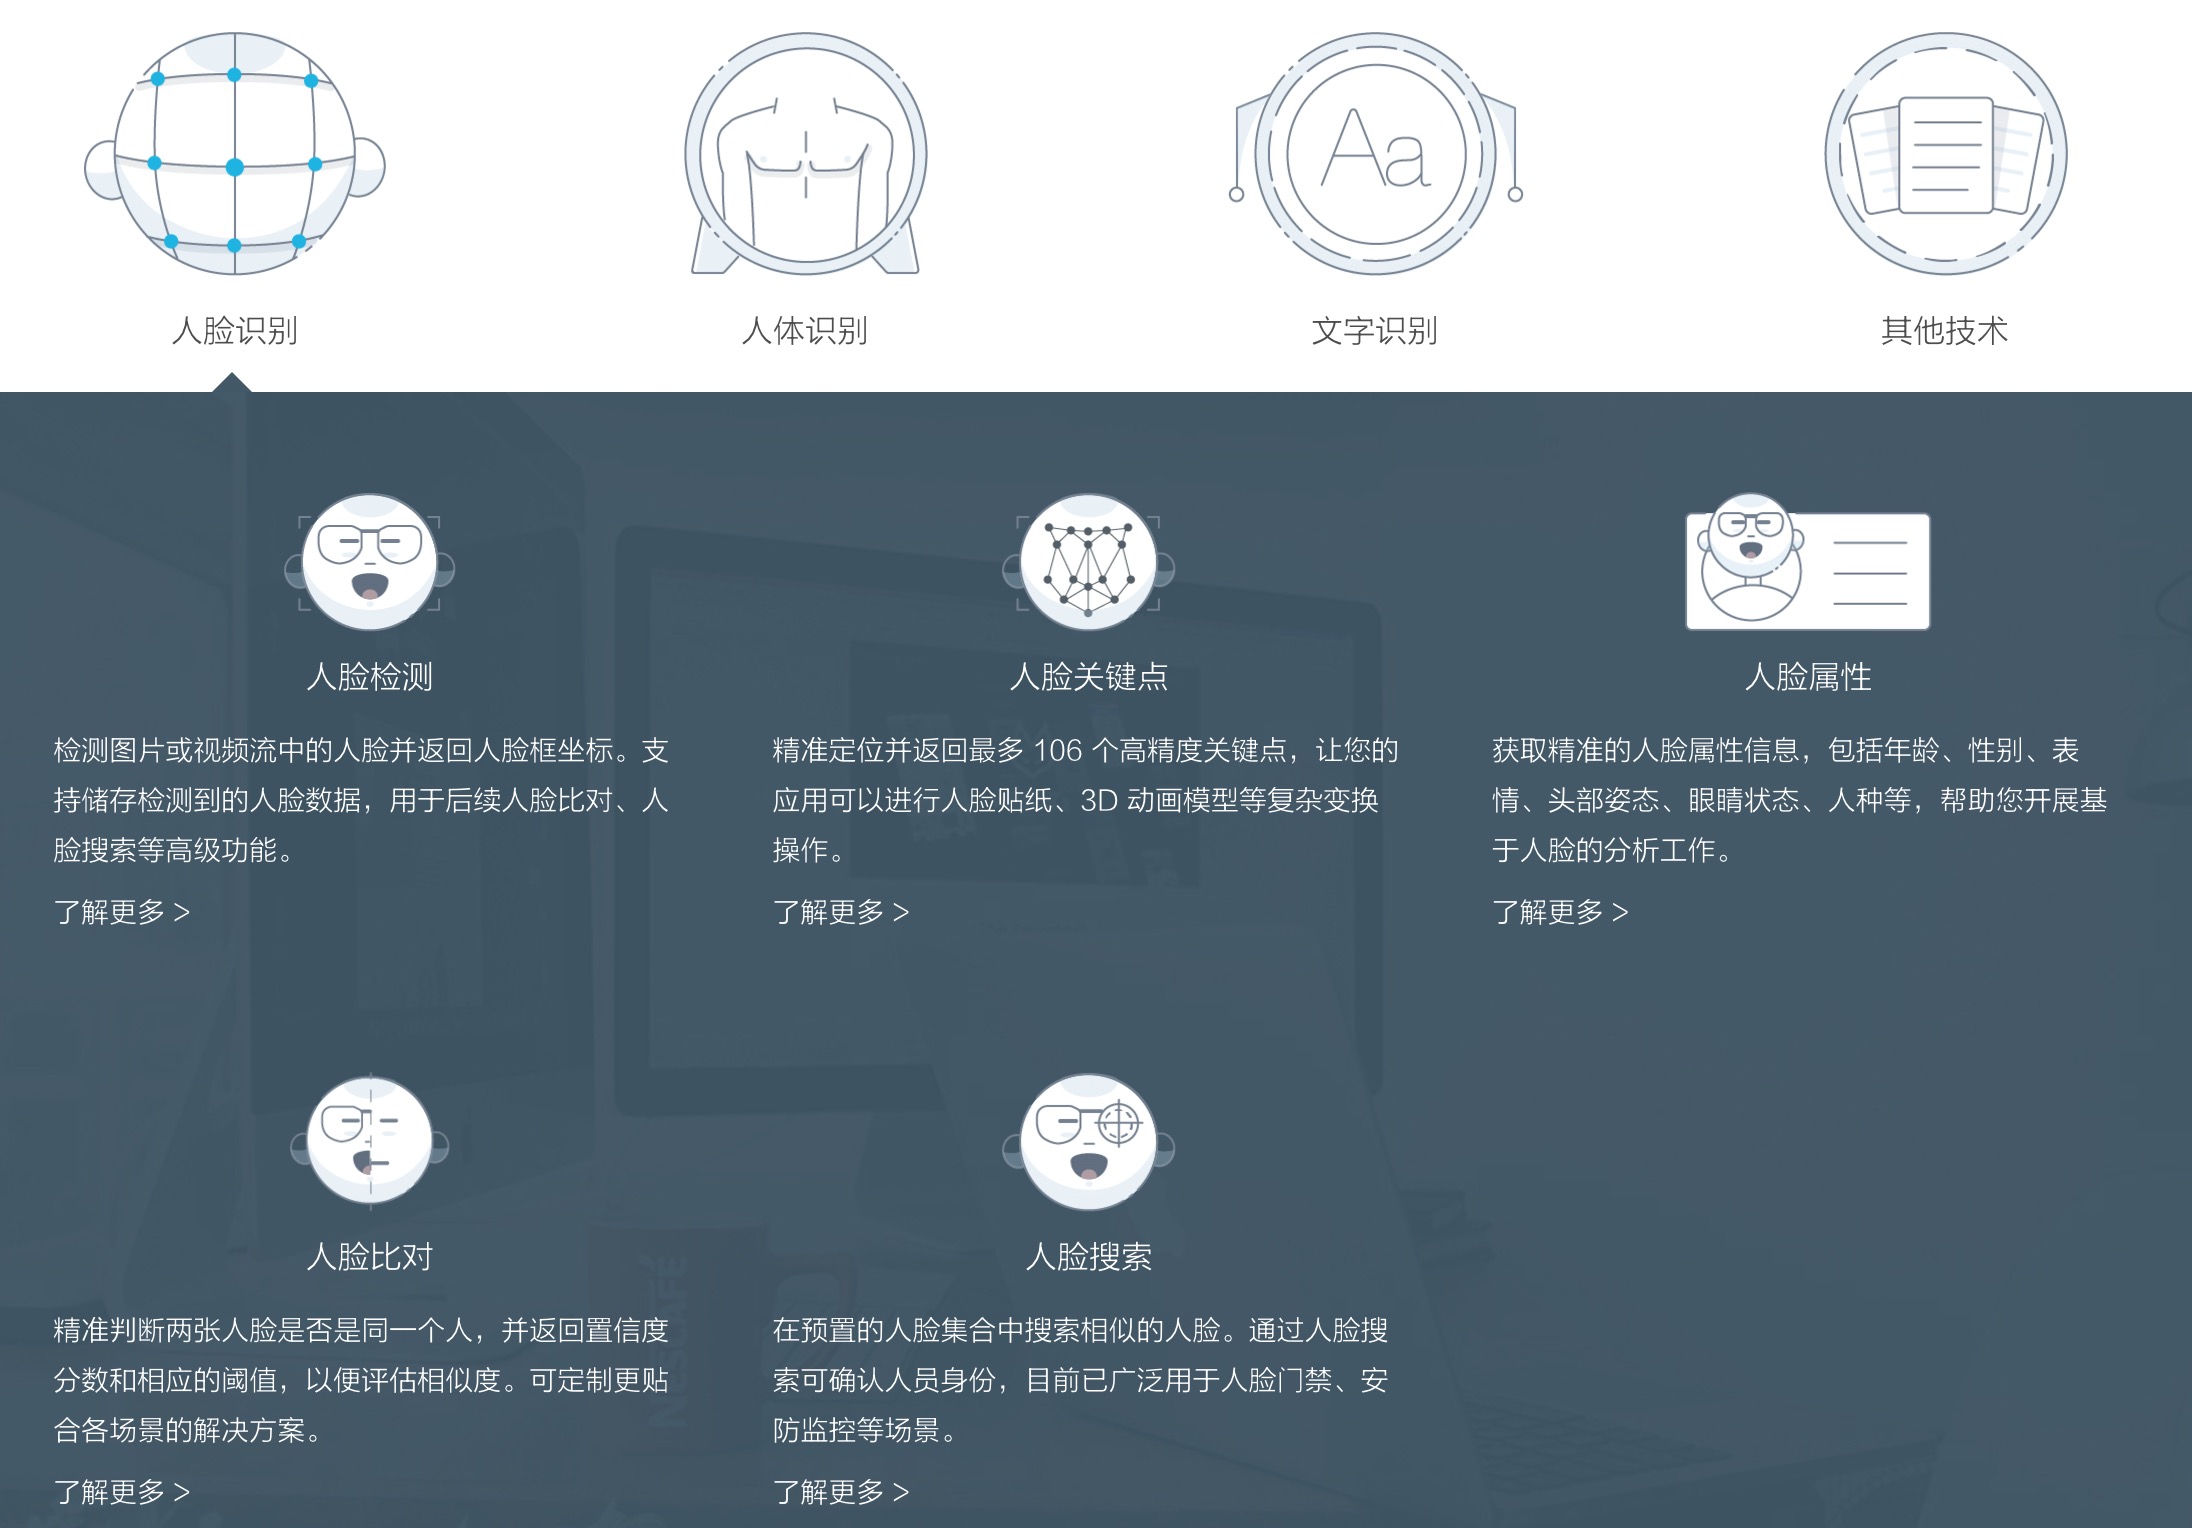 Aa
人脸识别
人体识别
文字识别
其他技术
人脸检测
检测图片或视频流中的人脸并返回人脸框坐标。支
持储存检测到的人脸数据，用于后续人脸比对、人
脸搜索等高级功能。
了解更多 >
人脸关键点
精准定位并返回最多 106 个高精度关键点，让您的
应用可以进行人脸贴纸、3D 动画模型等复杂变换
操作。
了解更多 >
人脸属性
获取精准的人脸属性信息，包括年龄、性别、表
情、头部姿态、眼睛状态、人种等，帮助您开展基
于人脸的分析工作。
了解更多 >
人脸比对
精准判断两张人脸是否是同一个人，并返回置信度
分数和相应的阈值，以便评估相似度。可定制更贴
合各场景的解决方案。
了解更多 >
人脸搜索
在预置的人脸集合中搜索相似的人脸。通过人脸搜
索可确认人员身份，目前已广泛用于人脸门禁、安
防监控等场景。
了解更多 >
NESCAFÉ